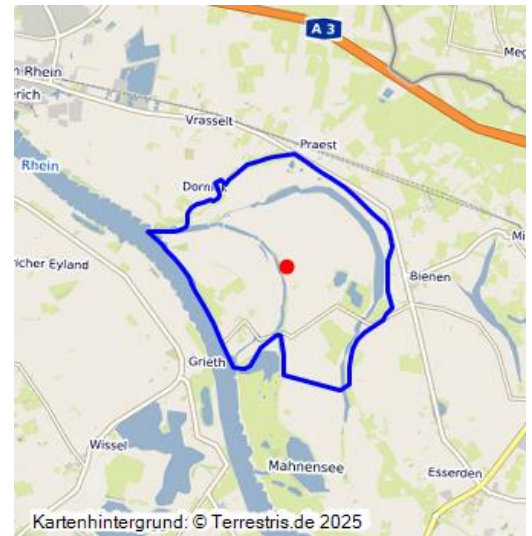 A 3
Meg
n Rhein
erich
Vrasselt
Praest
Rhein
Dornick
Mi
richer Eyland
Bienen
Grieth
Wissel
Mahnensee
Esserden
Kartenhintergrund: © Terrestris.de 2025